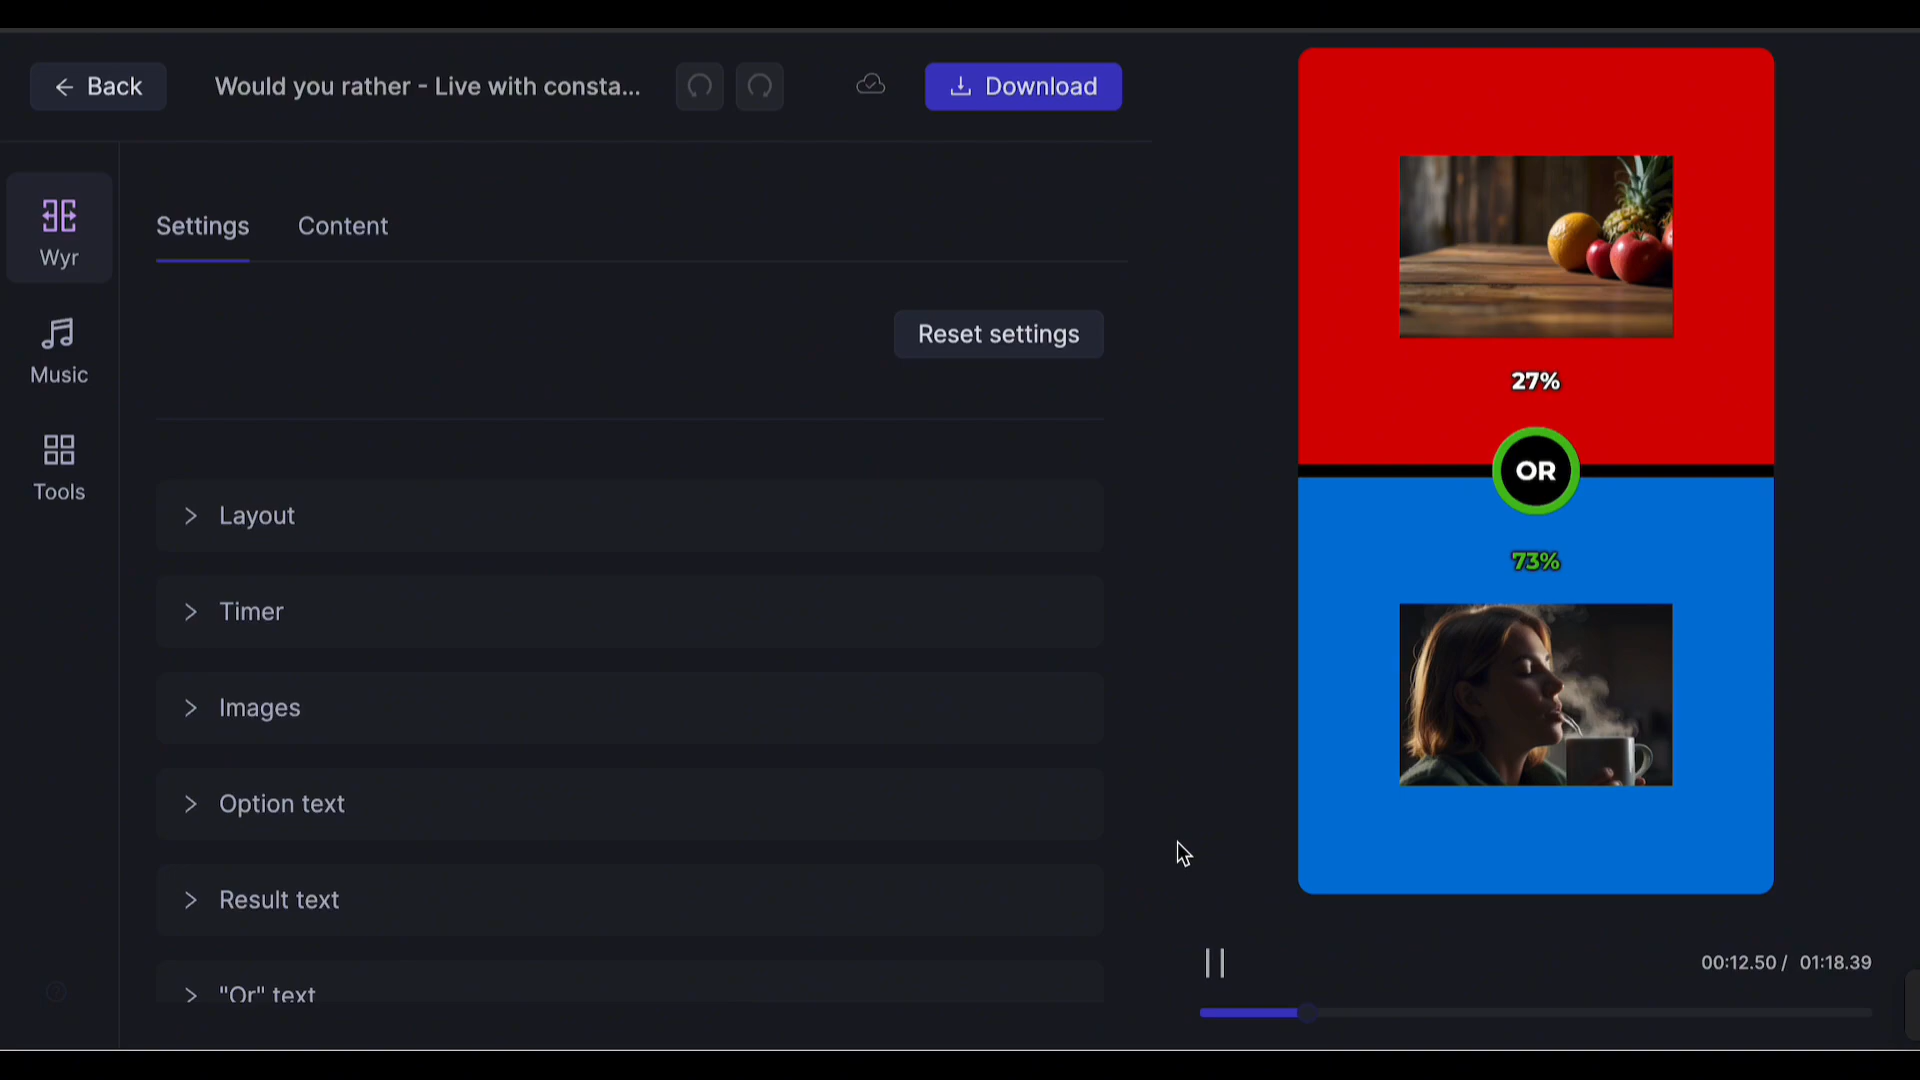 Back
Would you rather - Live with consta...
Download
Wyr
Music
Tools
Settings
Content
Reset settings
Layout
Timer
Images
Option text
Result text
"Or" text
27%
OR
73%
00:12.50 / 01:18.39